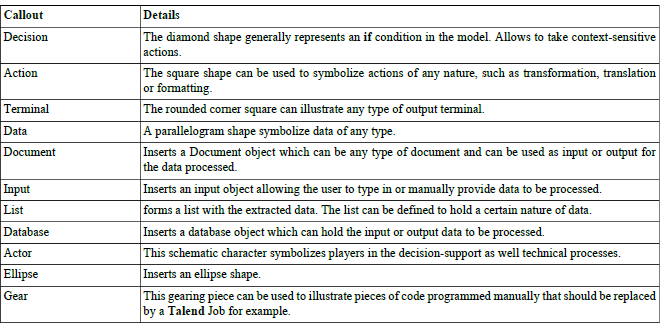 Callout Details
Decision The diamond shape generally represents an if condition in the model. Allows to take context-sensitive
actions.
Action The square shape can be used to symbolize actions of any nature, such as transformation, translation
or formatting.
Terminal The rounded corner square can illustrate any type of output terminal.
Data A parallelogram shape symbolize data of any type.
Document Inserts a Document object which can be any type of document and can be used as input or output for
the data processed.
Input Inserts an input object allowing the user to type in or manually provide data to be processed.
List forms a list with the extracted data. The list can be defined to hold a certain nature of data.
Database Inserts a database object which can hold the input or output data to be processed.
Actor This schematic character symbolizes players in the decision-support as well technical processes.
Ellipse Inserts an ellipse shape.
Gear This gearing piece can be used to illustrate pieces of code programmed manually that should be replaced
by a Talend Job for example.